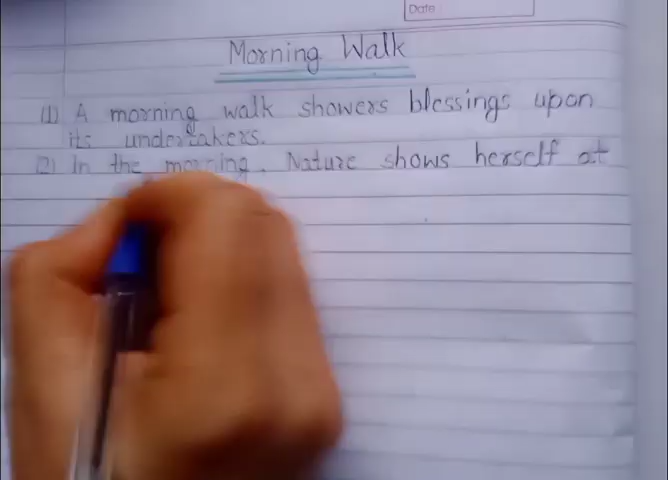 Date
Morning Walk
(1) A morning walk showers blessings upon
its undertakers.
(2) In the morning, Nature shows herself at